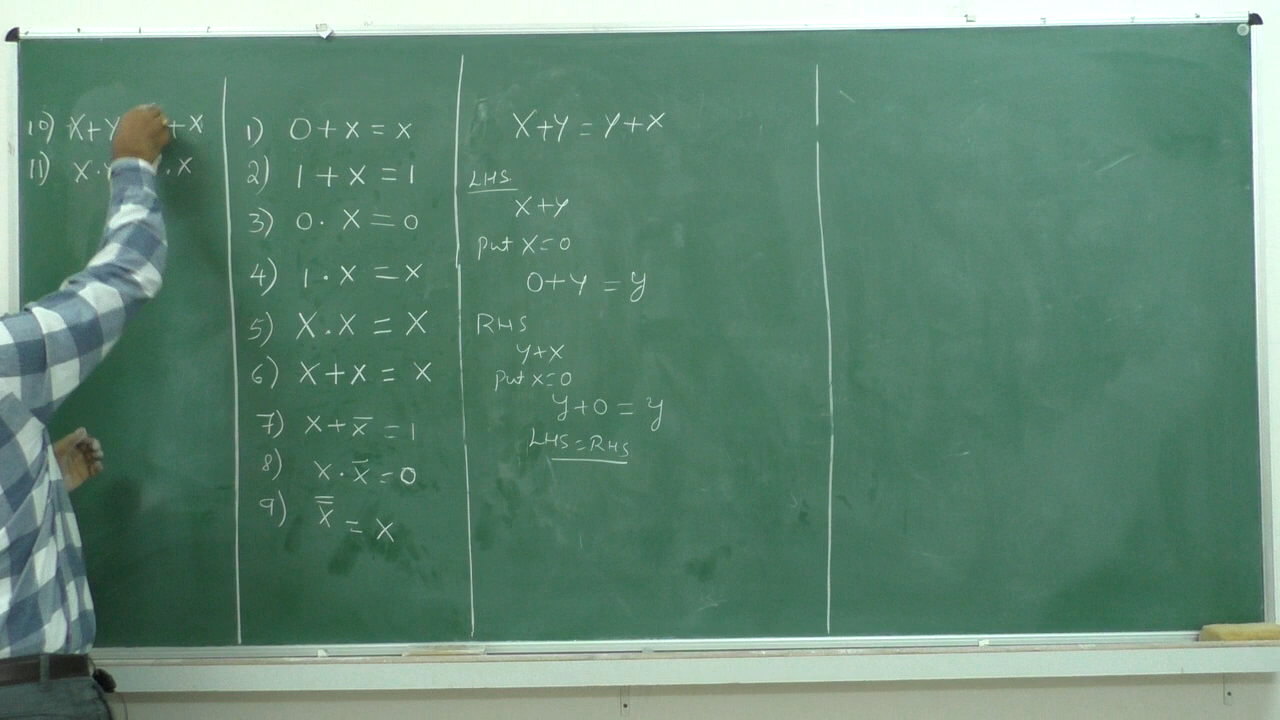 10) X+Y +X
11) X. .X
1) 0+x=x
2) 1+x=1
3) 0. X=0
4) 1.x=x
5) X.X=X
6) X+X=X
7) x+x̅=1
8) x.x̅=0
9) x̿=x
X+Y=Y+X
LHS
X+Y
Put X=0
0+Y=y
RHS
Y+X
Put x=0
y+0=y
LHS=RHS